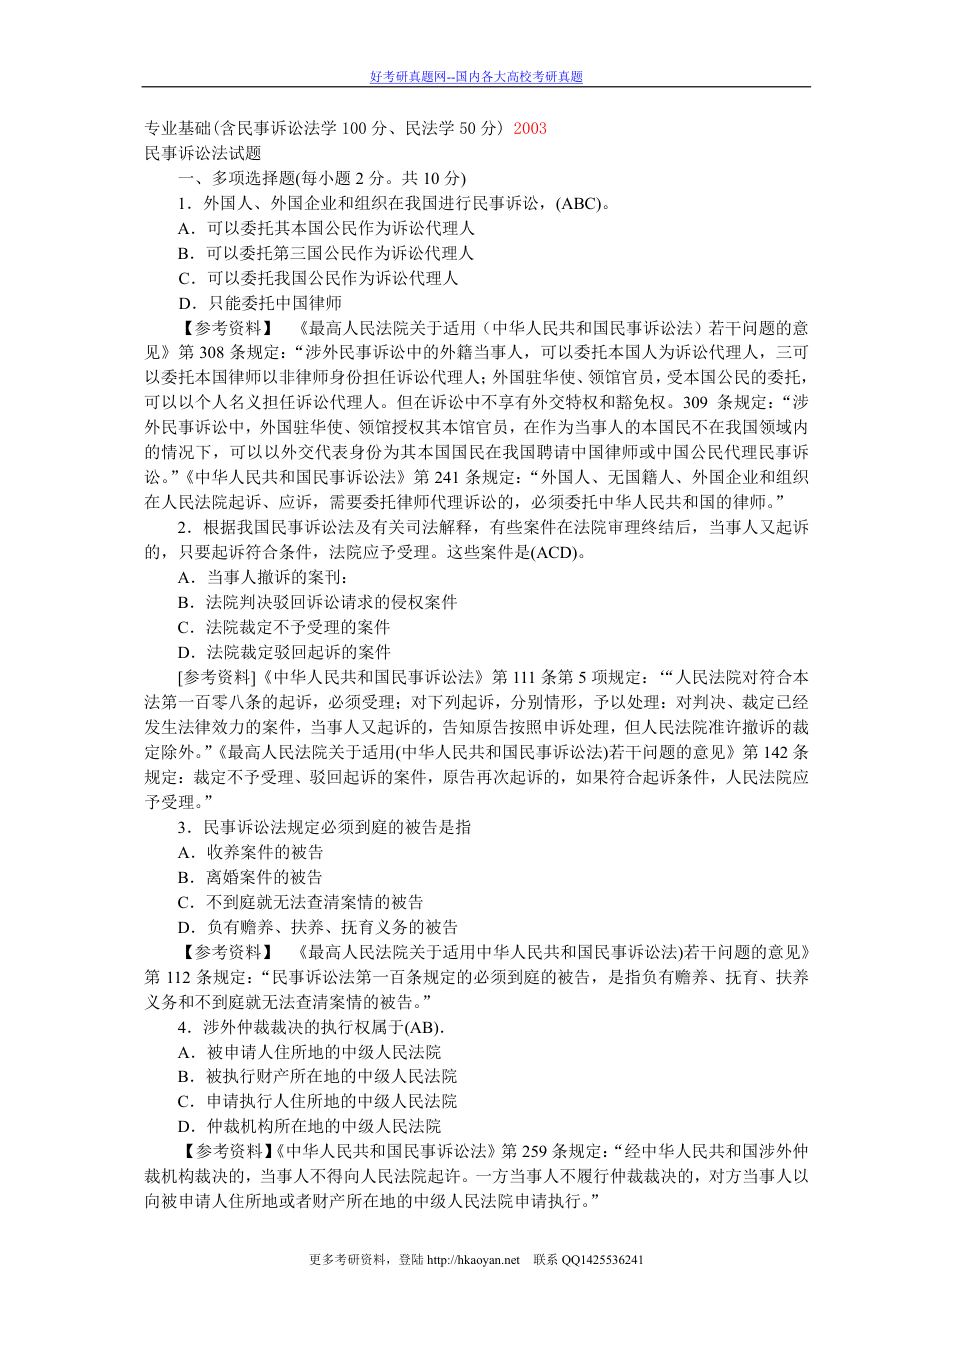 好考研真题网--国内各大高校考研真题
专业基础(含民事诉讼法学 100 分、民法学 50 分) 2003
民事诉讼法试题
一、多项选择题(每小题 2 分。共 10 分)
1．外国人、外国企业和组织在我国进行民事诉讼，(ABC)。
A．可以委托其本国公民作为诉讼代理人
B．可以委托第三国公民作为诉讼代理人
C．可以委托我国公民作为诉讼代理人
D．只能委托中国律师
【参考资料】 《最高人民法院关于适用（中华人民共和国民事诉讼法）若干问题的意
见》第 308 条规定：“涉外民事诉讼中的外籍当事人，可以委托本国人为诉讼代理人，三可
以委托本国律师以非律师身份担任诉讼代理人；外国驻华使、领馆官员，受本国公民的委托，
可以以个人名义担任诉讼代理人。但在诉讼中不享有外交特权和豁免权。309 条规定：“涉
外民事诉讼中，外国驻华使、领馆授权其本馆官员，在作为当事人的本国民不在我国领域内
的情况下，可以以外交代表身份为其本国国民在我国聘请中国律师或中国公民代理民事诉
讼。”《中华人民共和国民事诉讼法》第 241 条规定：“外国人、无国籍人、外国企业和组织
在人民法院起诉、应诉，需要委托律师代理诉讼的，必须委托中华人民共和国的律师。”
2．根据我国民事诉讼法及有关司法解释，有些案件在法院审理终结后，当事人又起诉
的，只要起诉符合条件，法院应予受理。这些案件是(ACD)。
A．当事人撤诉的案刊：
B．法院判决驳回诉讼请求的侵权案件
C．法院裁定不予受理的案件
D．法院裁定驳回起诉的案件
[参考资料]《中华人民共和国民事诉讼法》第 111 条第 5 项规定：‘“人民法院对符合本
法第一百零八条的起诉，必须受理；对下列起诉，分别情形，予以处理：对判决、裁定已经
发生法律效力的案件，当事人又起诉的，告知原告按照申诉处理，但人民法院准许撤诉的裁
定除外。”《最高人民法院关于适用(中华人民共和国民事诉讼法)若干问题的意见》第 142 条
规定：裁定不予受理、驳回起诉的案件，原告再次起诉的，如果符合起诉条件，人民法院应
予受理。”
3．民事诉讼法规定必须到庭的被告是指
A．收养案件的被告
B．离婚案件的被告
C．不到庭就无法查清案情的被告
D．负有赡养、扶养、抚育义务的被告
【参考资料】 《最高人民法院关于适用中华人民共和国民事诉讼法)若干问题的意见》
第 112 条规定：“民事诉讼法第一百条规定的必须到庭的被告，是指负有赡养、抚育、扶养
义务和不到庭就无法查清案情的被告。”
4．涉外仲裁裁决的执行权属于(AB)．
A．被申请人住所地的中级人民法院
B．被执行财产所在地的中级人民法院
C．申请执行人住所地的中级人民法院
D．仲裁机构所在地的中级人民法院
【参考资料】《中华人民共和国民事诉讼法》第 259 条规定：“经中华人民共和国涉外仲
裁机构裁决的，当事人不得向人民法院起许。一方当事人不履行仲裁裁决的，对方当事人以
向被申请人住所地或者财产所在地的中级人民法院申请执行。”
更多考研资料，登陆 http://hkaoyan.net 联系 QQ1425536241